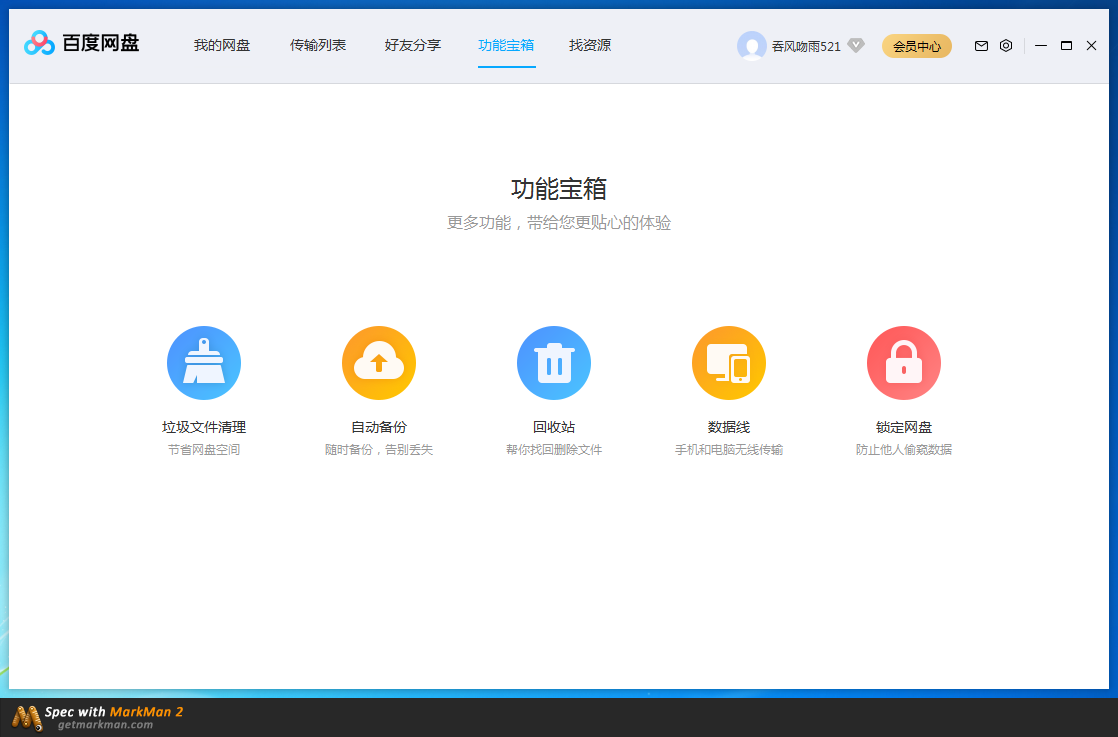 百度网盘 我的网盘 传输列表 好友分享 功能宝箱 找资源 吞风吻雨521 会员中心
功能宝箱
更多功能，带给您更贴心的体验
垃圾文件清理 自动备份 回收站 数据线 锁定网盘
节省网盘空间 随时备份，告别丢失 帮你找回删除文件 手机和电脑无线传输 防止他人偷窥数据
Spec with MarkMan 2
getmarkman.com